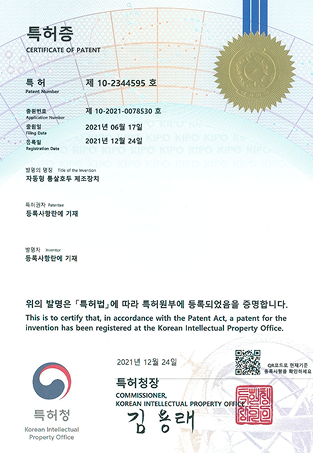 특허증
CERTIFICATE OF PATENT
특 허 제 10-2344595 호
Patent Number
출원번호 제 10-2021-0078530 호
Application Number
출원일 2021년 06월 17일
Filing Date
등록일 2021년 12월 24일
Registration Date
발명의 명칭 Title of the Invention
자동형 통살호두 제조장치
특허권자 Patentee
등록사항란에 기재
발명자 Inventor
등록사항란에 기재
위의 발명은 「특허법」에 따라 특허원부에 등록되었음을 증명합니다.
This is to certify that, in accordance with the Patent Act, a patent for the
invention has been registered at the Korean Intellectual Property Office.
2021년 12월 24일
QR코드로 현재기준
등록사항을 확인하세요
특허청
Korean Intellectual
Property Office
특허청장
COMMISSIONER,
KOREAN INTELLECTUAL PROPERTY OFFICE
김용래